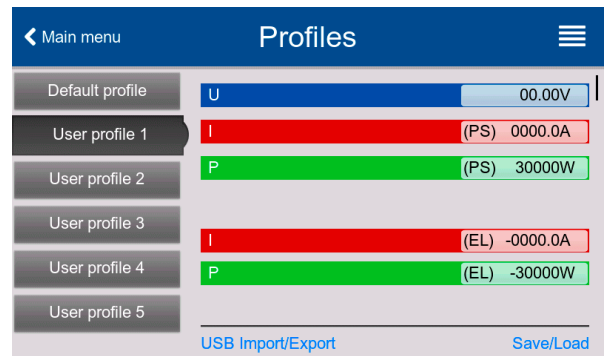 Main menu
Profiles
Default profile
User profile 1
User profile 2
User profile 3
User profile 4
User profile 5
U 00.00V
I (PS) 0000.0A
P (PS) 30000W
I (EL) -0000.0A
P (EL) -30000W
USB Import/Export Save/Load